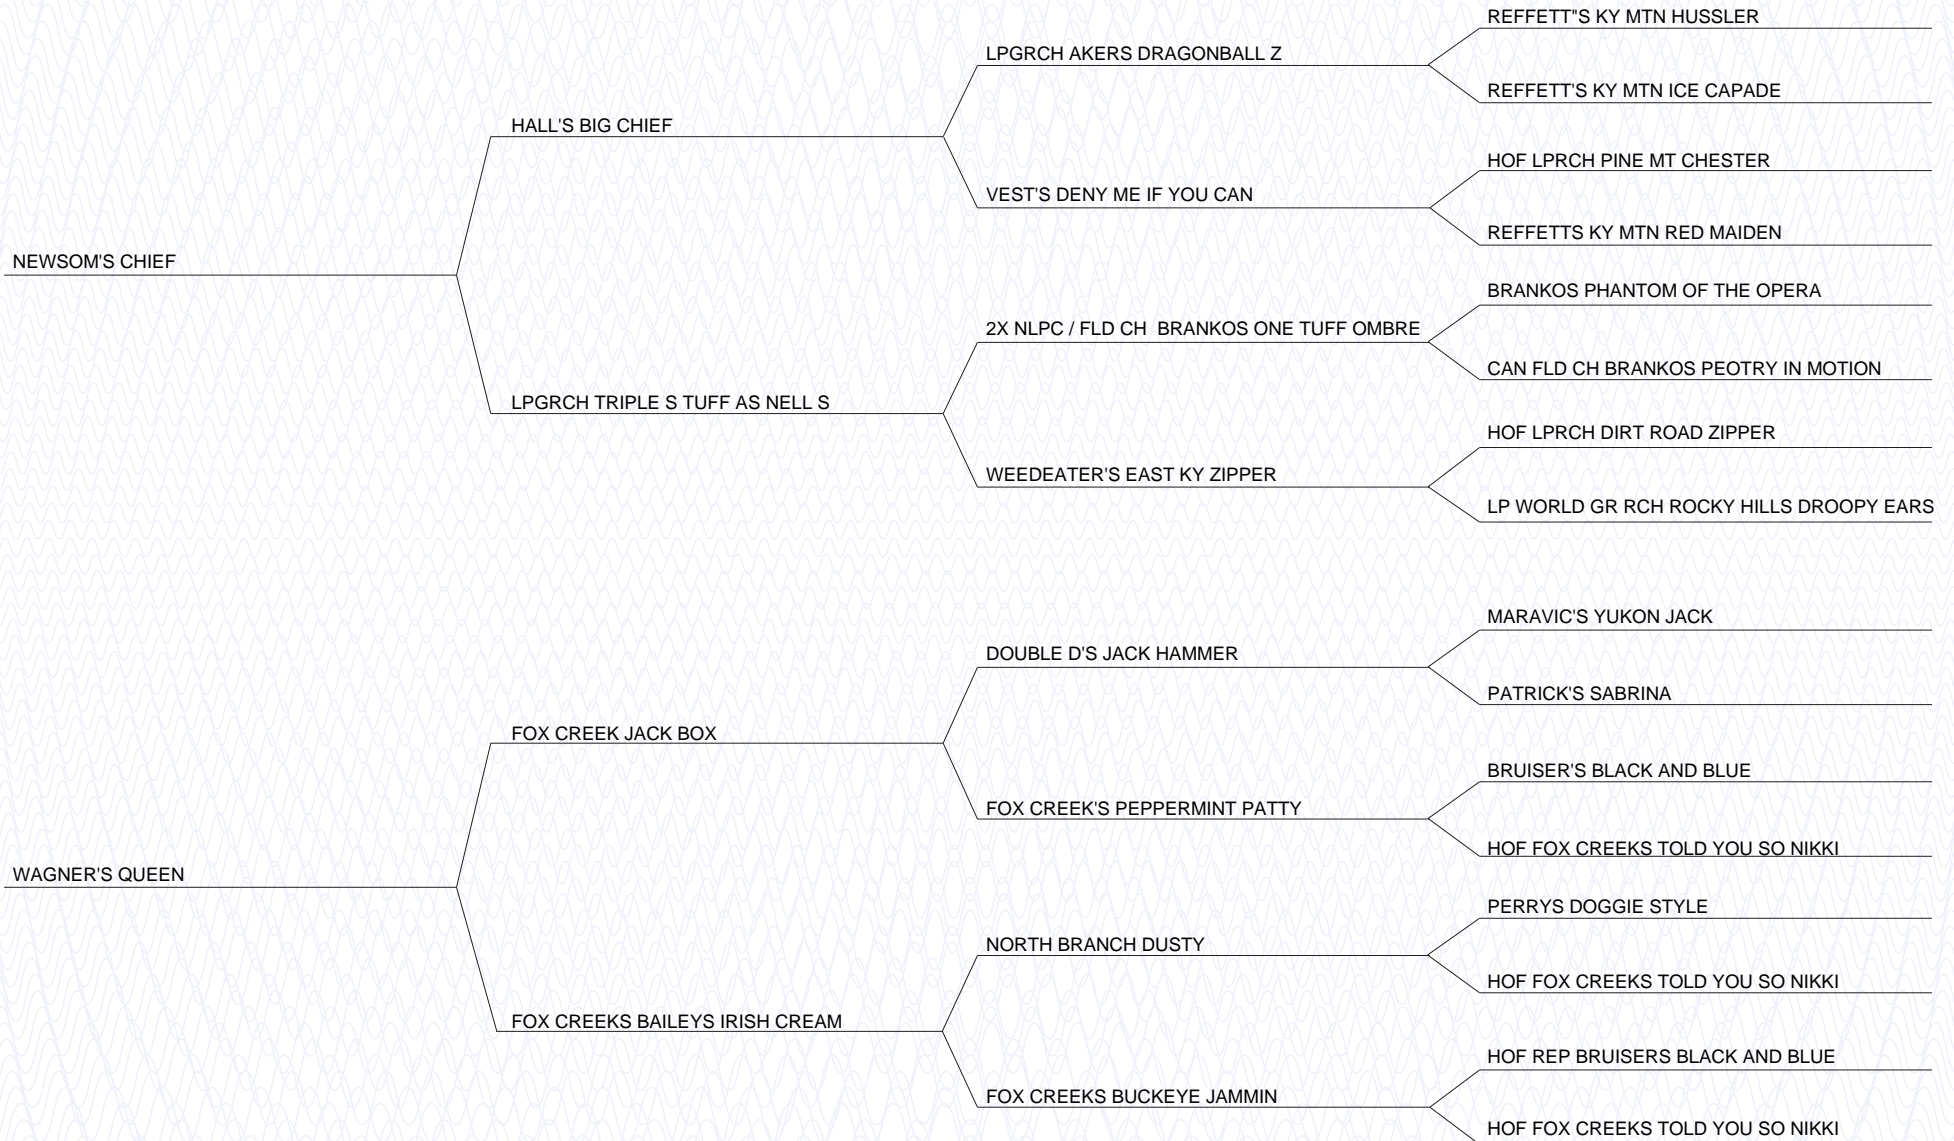 REFFETT"S KY MTN HUSSLER
LPGRCH AKERS DRAGONBALL Z
REFFETT'S KY MTN ICE CAPADE
HALL'S BIG CHIEF
HOF LPRCH PINE MT CHESTER
VEST'S DENY ME IF YOU CAN
REFFETTS KY MTN RED MAIDEN
NEWSOM'S CHIEF
BRANKOS PHANTOM OF THE OPERA
2X NLPC / FLD CH  BRANKOS ONE TUFF OMBRE
CAN FLD CH BRANKOS PEOTRY IN MOTION
LPGRCH TRIPLE S TUFF AS NELL S
HOF LPRCH DIRT ROAD ZIPPER
WEEDEATER'S EAST KY ZIPPER
LP WORLD GR RCH ROCKY HILLS DROOPY EARS
MARAVIC'S YUKON JACK
DOUBLE D'S JACK HAMMER
PATRICK'S SABRINA
FOX CREEK JACK BOX
BRUISER'S BLACK AND BLUE
FOX CREEK'S PEPPERMINT PATTY
HOF FOX CREEKS TOLD YOU SO NIKKI
WAGNER'S QUEEN
PERRYS DOGGIE STYLE
NORTH BRANCH DUSTY
HOF FOX CREEKS TOLD YOU SO NIKKI
FOX CREEKS BAILEYS IRISH CREAM
HOF REP BRUISERS BLACK AND BLUE
FOX CREEKS BUCKEYE JAMMIN
HOF FOX CREEKS TOLD YOU SO NIKKI